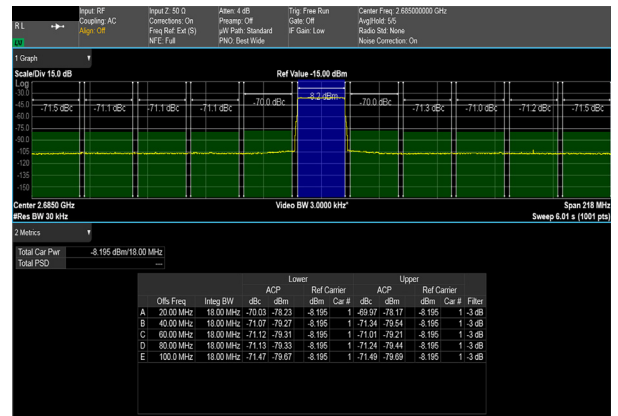 Input: RF Input Z: 50 Ω Atten: 4 dB Trig: Free Run Center Freq: 2.685000000 GHz
R L Coupling: AC Corrections: On Preamp: Off Gate: Off Avg|Hold: 5/5
Align: Off Freq Ref: Ext (S) µW Path: Standard IF Gain: Low Radio Std: None
NFE: Full PNO: Best Wide Noise Correction: On
1 Graph
Scale/Div 15.0 dB Ref Value -15.00 dBm
Log
-30.0 -8.2 dBm
-45.0 -71.5 dBc -71.1 dBc -71.1 dBc -71.1 dBc -70.0 dBc -70.0 dBc -71.3 dBc -71.0 dBc -71.2 dBc -71.5 dBc
-60.0
-75.0
-90.0
-105
-120
-135
-150
Center 2.6850 GHz Video BW 3.0000 kHz* Span 218 MHz
#Res BW 30 kHz Sweep 6.01 s (1001 pts)
2 Metrics
Total Car Pwr -8.195 dBm/18.00 MHz
Total PSD —
Lower Upper
ACP Ref Carrier ACP Ref Carrier
Offs Freq Integ BW dBc dBm dBm Car # dBc dBm dBm Car # Filter
A 20.00 MHz 18.00 MHz -70.03 -78.23 -8.195 1 -69.97 -78.17 -8.195 1 -3 dB
B 40.00 MHz 18.00 MHz -71.07 -79.27 -8.195 1 -71.34 -79.54 -8.195 1 -3 dB
C 60.00 MHz 18.00 MHz -71.12 -79.31 -8.195 1 -71.01 -79.21 -8.195 1 -3 dB
D 80.00 MHz 18.00 MHz -71.13 -79.33 -8.195 1 -71.24 -79.44 -8.195 1 -3 dB
E 100.0 MHz 18.00 MHz -71.47 -79.67 -8.195 1 -71.49 -79.69 -8.195 1 -3 dB